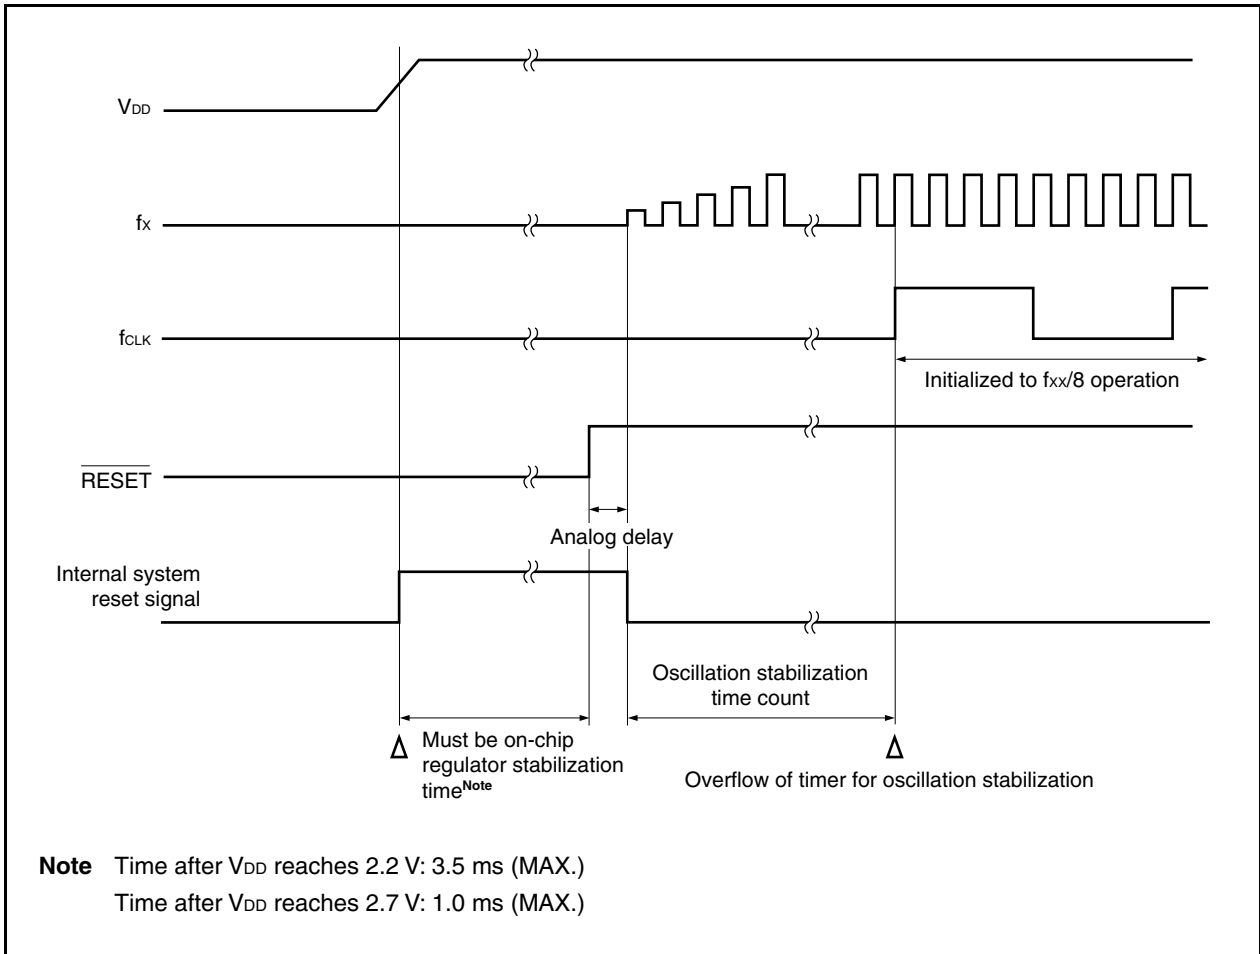 VDD
fX
fCLK
Initialized to fXX/8 operation
RESET
Analog delay
Internal system
reset signal
Oscillation stabilization
time count
Must be on-chip
regulator stabilization
timeNote
Overflow of timer for oscillation stabilization
Note Time after VDD reaches 2.2 V: 3.5 ms (MAX.)
Time after VDD reaches 2.7 V: 1.0 ms (MAX.)